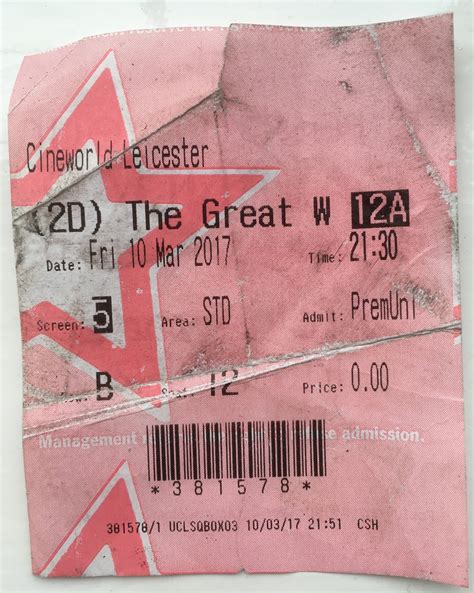 Cineworld Leicester
(2D) The Great W 12A
Date: Fri 10 Mar 2017 Time: 21:30
Screen: 5 Area: STD Admit: PremUnl
B 12 Price: 0.00
Management admission.
*381578*
381578/1 UCLSQBOX03 10/03/17 21:51 CSH